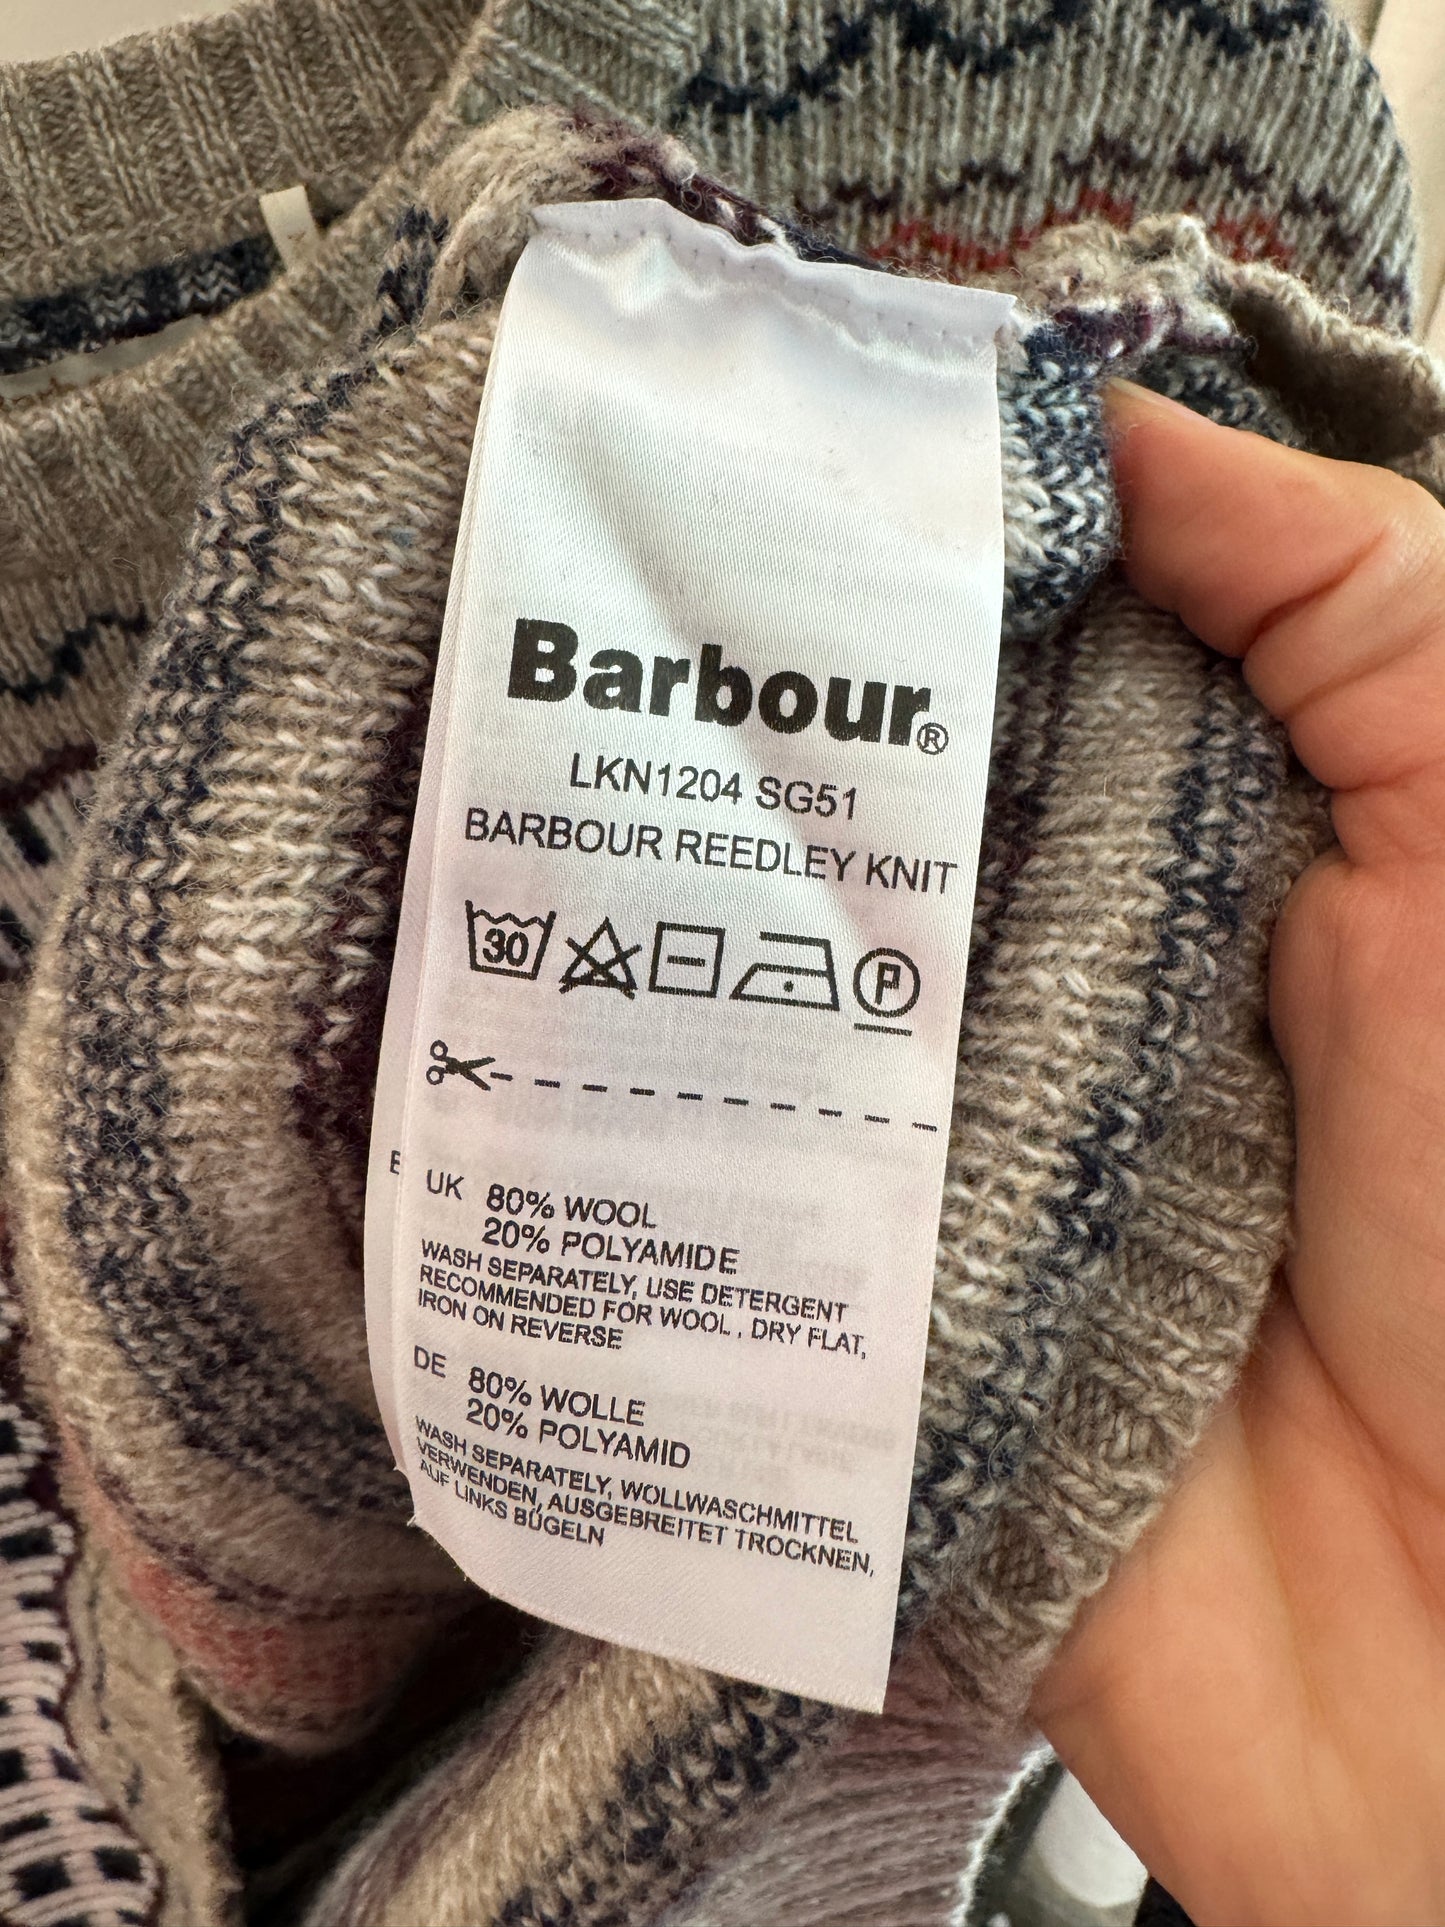 Barbour®
LKN1204 SG51
BARBOUR REEDLEY KNIT
30 P
UK 80% WOOL
20% POLYAMIDE
WASH SEPARATELY, USE DETERGENT
RECOMMENDED FOR WOOL , DRY FLAT,
IRON ON REVERSE
DE 80% WOLLE
20% POLYAMID
WASH SEPARATELY, WOLLWASCHMITTEL
VERWENDEN, AUSGEBREITET TROCKNEN,
AUF LINKS BÜGELN